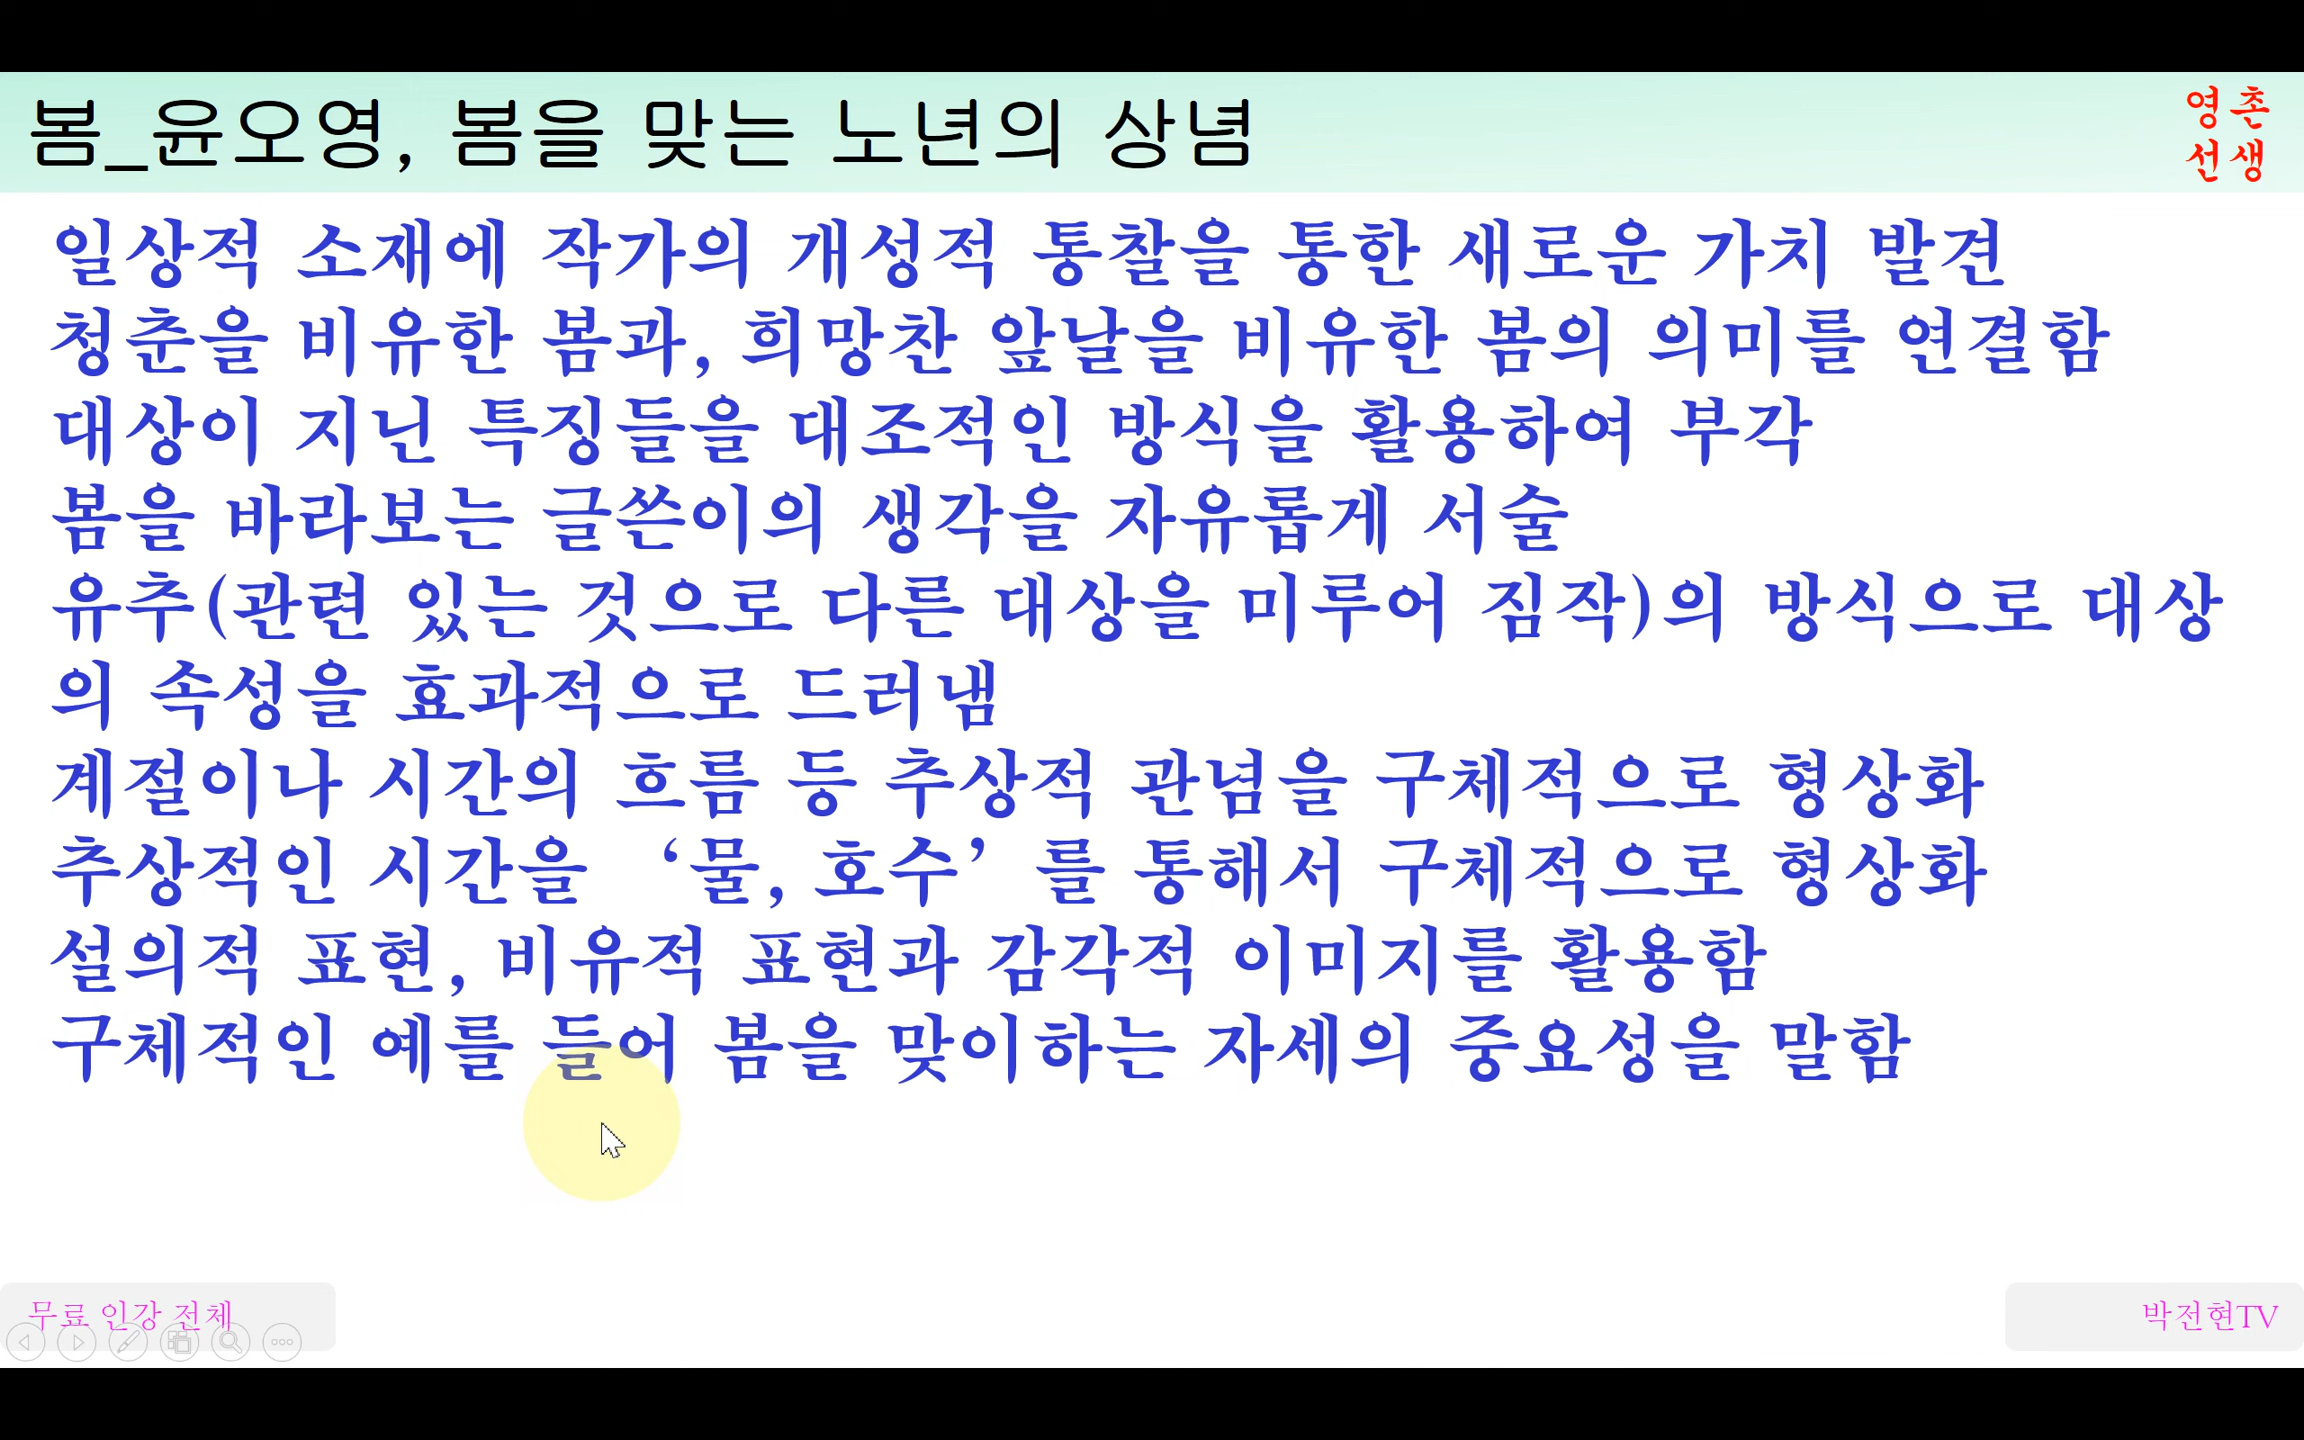 봄_윤오영, 봄을 맞는 노년의 상념
영촌
선생
일상적 소재에 작가의 개성적 통찰을 통한 새로운 가치 발견
청춘을 비유한 봄과, 희망찬 앞날을 비유한 봄의 의미를 연결함
대상이 지닌 특징들을 대조적인 방식을 활용하여 부각
봄을 바라보는 글쓴이의 생각을 자유롭게 서술
유추(관련 있는 것으로 다른 대상을 미루어 짐작)의 방식으로 대상
의 속성을 효과적으로 드러냄
계절이나 시간의 흐름 등 추상적 관념을 구체적으로 형상화
추상적인 시간을 ‘물, 호수’를 통해서 구체적으로 형상화
설의적 표현, 비유적 표현과 감각적 이미지를 활용함
구체적인 예를 들어 봄을 맞이하는 자세의 중요성을 말함
무료 인강 전체
박전현TV